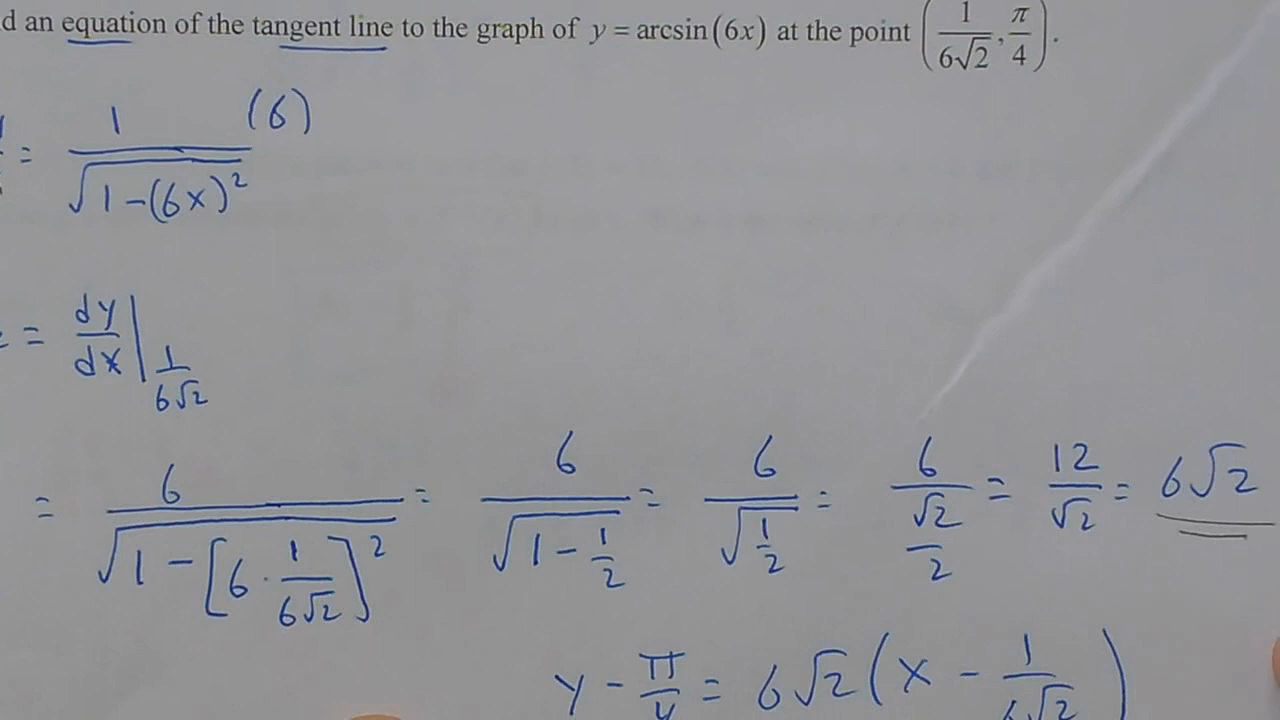 d an equation of the tangent line to the graph of y = arcsin(6x) at the point (1/(6√2), π/4).
= 1/√(1-(6x)²) (6)
= dy/dx | 1/(6√2)
= 6/√(1-[6·1/(6√2)]²) = 6/√(1-1/2) = 6/√(1/2) = 6/(√2/2) = 12/√2 = 6√2
y - π/4 = 6√2(x - 1/(6√2))